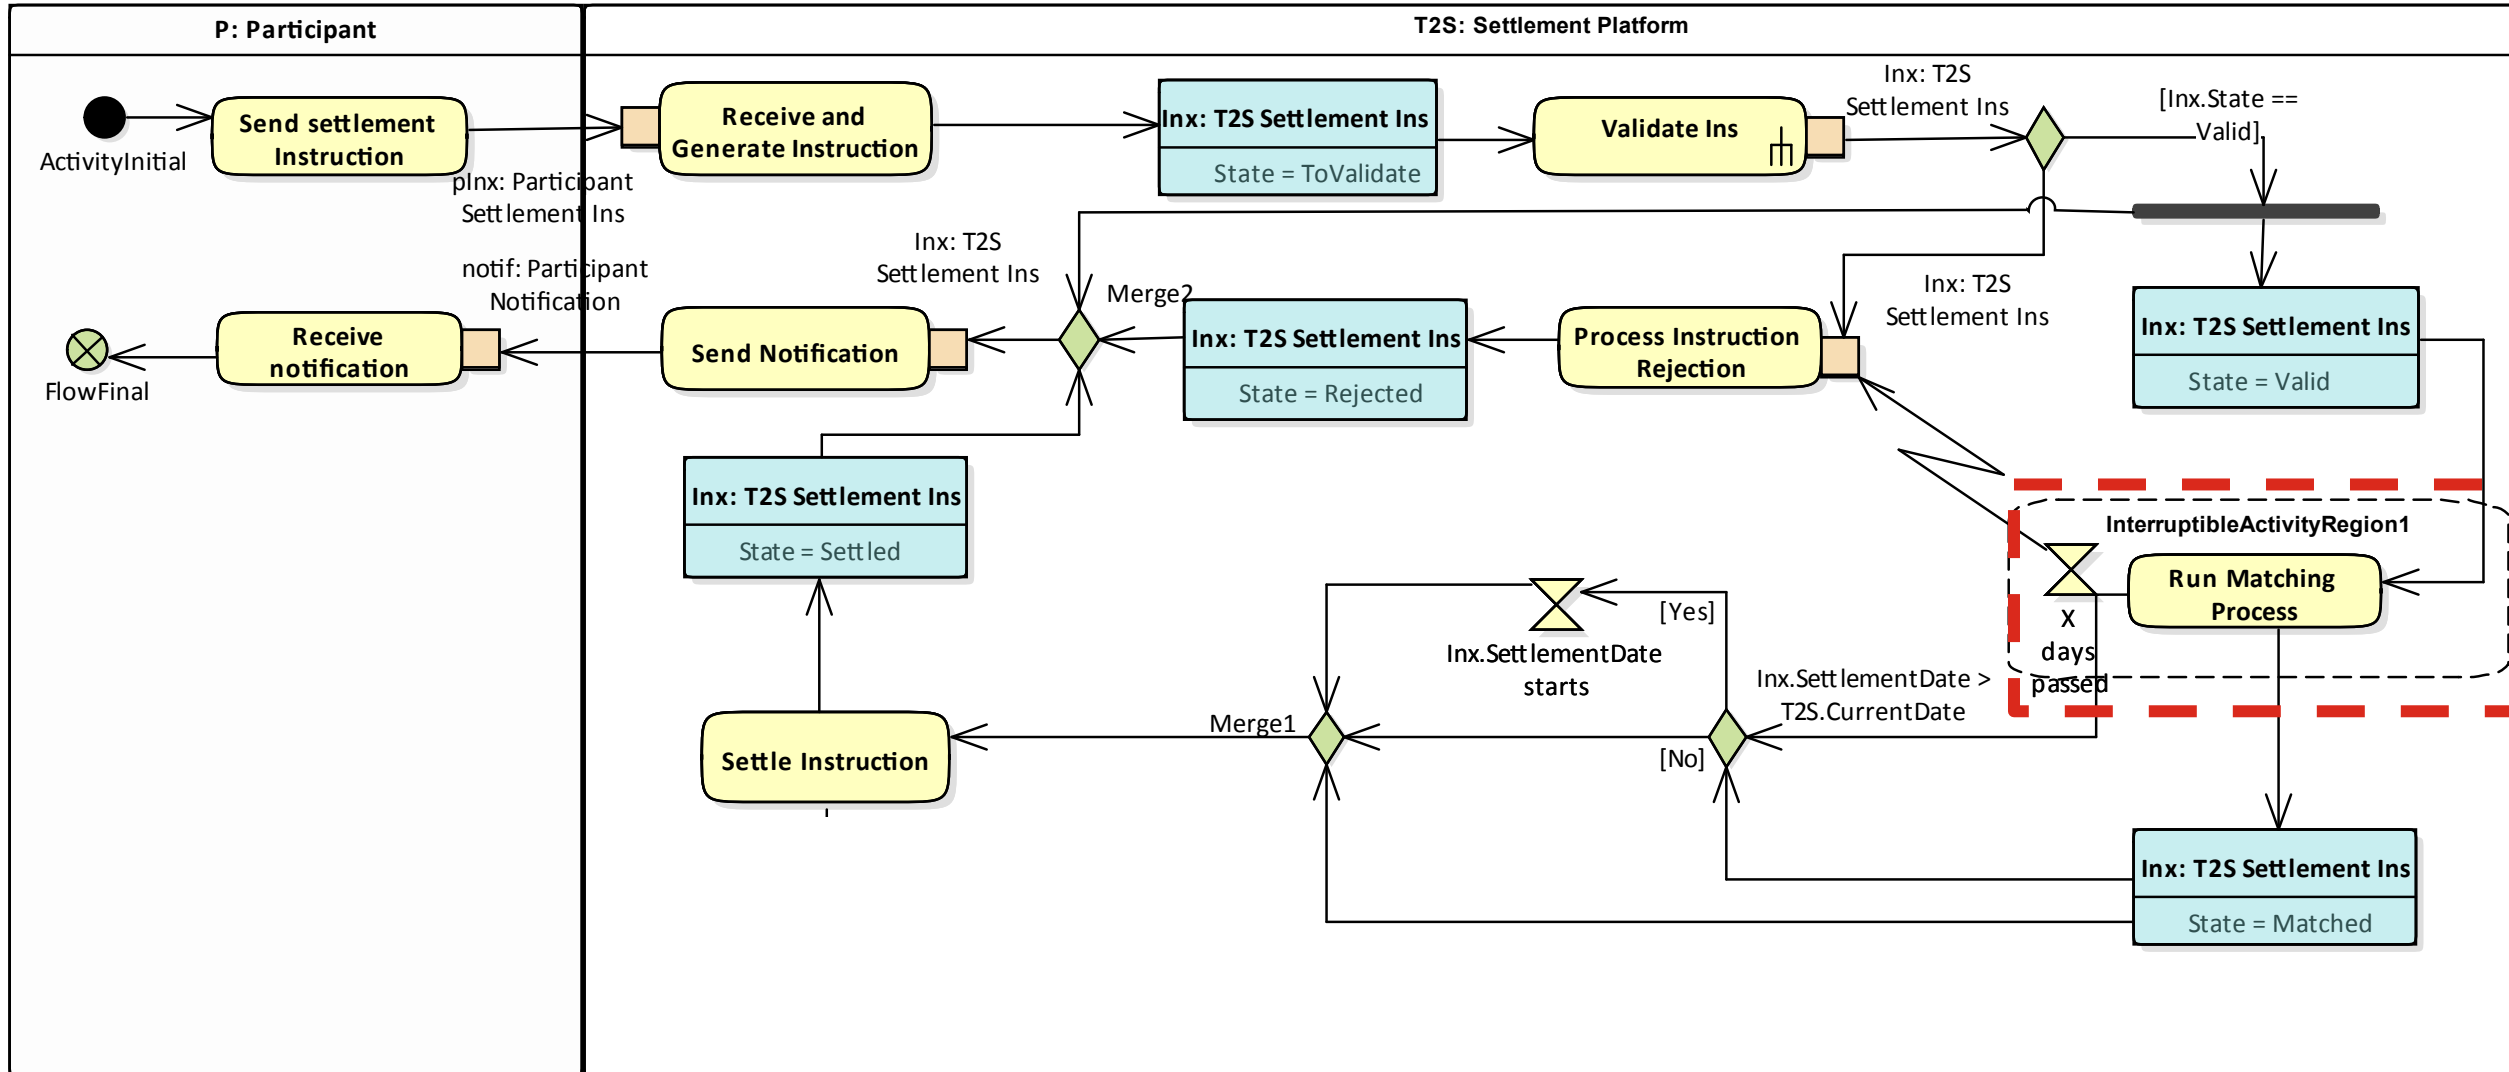 P: Participant
T2S: Settlement Platform
ActivityInitial
Send settlement
Instruction
pInx: Participant
Settlement Ins
Receive and
Generate Instruction
Inx: T2S Settlement Ins
State = ToValidate
Validate Ins
Inx: T2S
Settlement Ins
[Inx.State ==
Valid]
notif: Participant
Notification
Inx: T2S
Settlement Ins
Merge2
Inx: T2S
Settlement Ins
FlowFinal
Receive
notification
Send Notification
Inx: T2S Settlement Ins
State = Rejected
Process Instruction
Rejection
Inx: T2S Settlement Ins
State = Valid
Inx: T2S Settlement Ins
State = Settled
InterruptibleActivityRegion1
Run Matching
Process
X
days
passed
[Yes]
Inx.SettlementDate
starts
Inx.SettlementDate >
T2S.CurrentDate
[No]
Merge1
Settle Instruction
Inx: T2S Settlement Ins
State = Matched